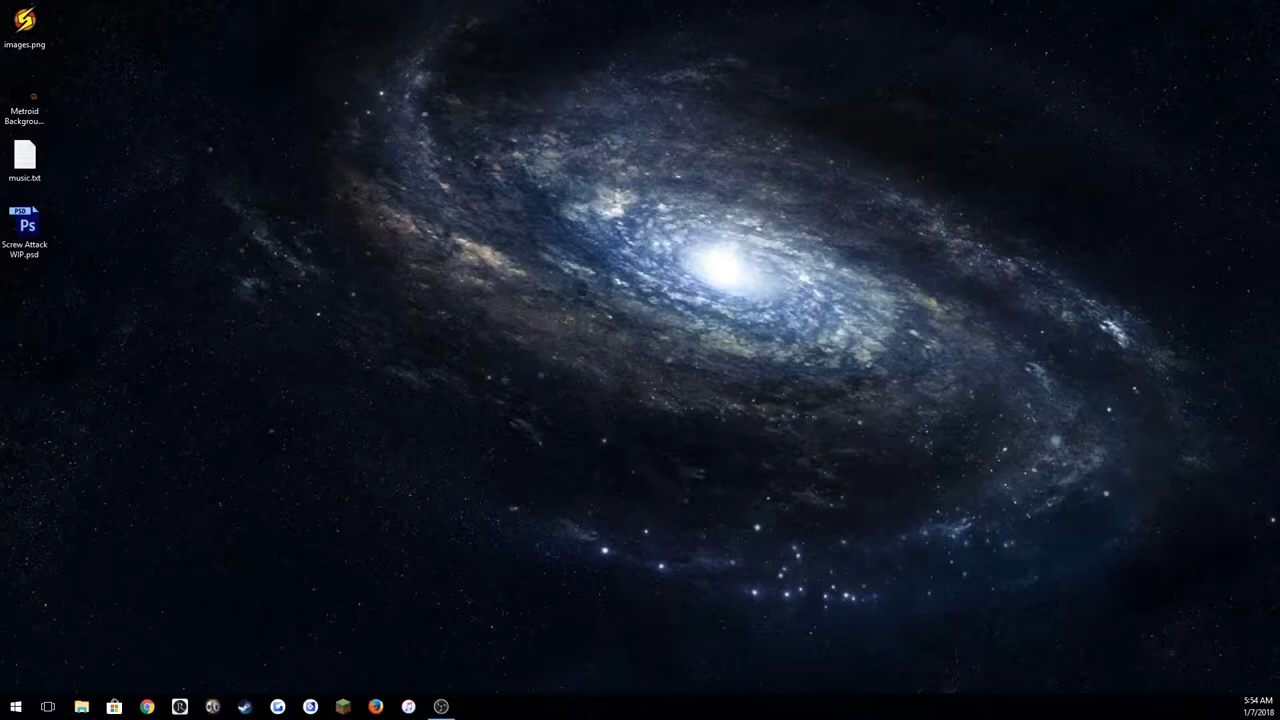 images.png
Metroid
Backgrou...
music.txt
PSD
Ps
Screw Attack
WIP.psd
5:54 AM
1/7/2018